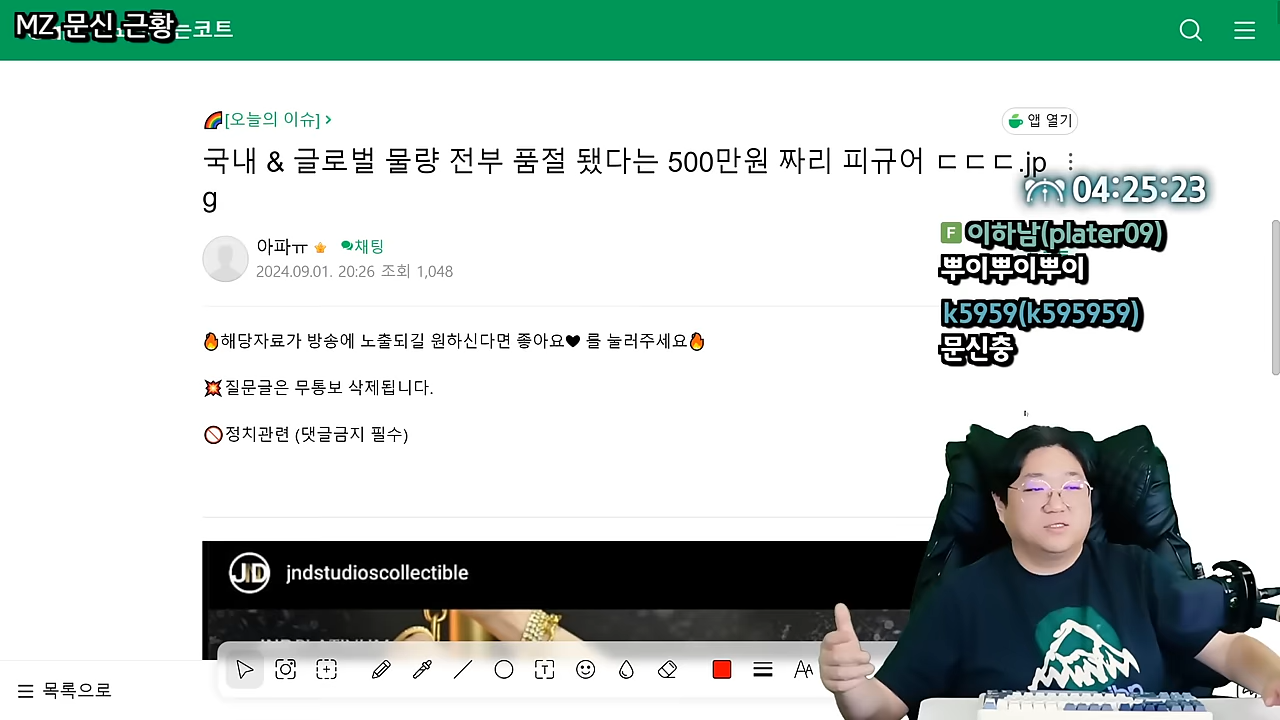 MZ 문신 근황
는코트
[오늘의 이슈] >
앱 열기
국내 & 글로벌 물량 전부 품절 됐다는 500만원 짜리 피규어 ㄷㄷㄷ.jp
g
04:25:23
아파ㅠ
채팅
2024.09.01. 20:26 조회 1,048
F 이하남(plater09)
뿌이뿌이뿌이
k5959(k595959)
문신충
해당자료가 방송에 노출되길 원하신다면 좋아요♥ 를 눌러주세요
질문글은 무통보 삭제됩니다.
정치관련 (댓글금지 필수)
JD jndstudioscollectible
T
AA
목록으로